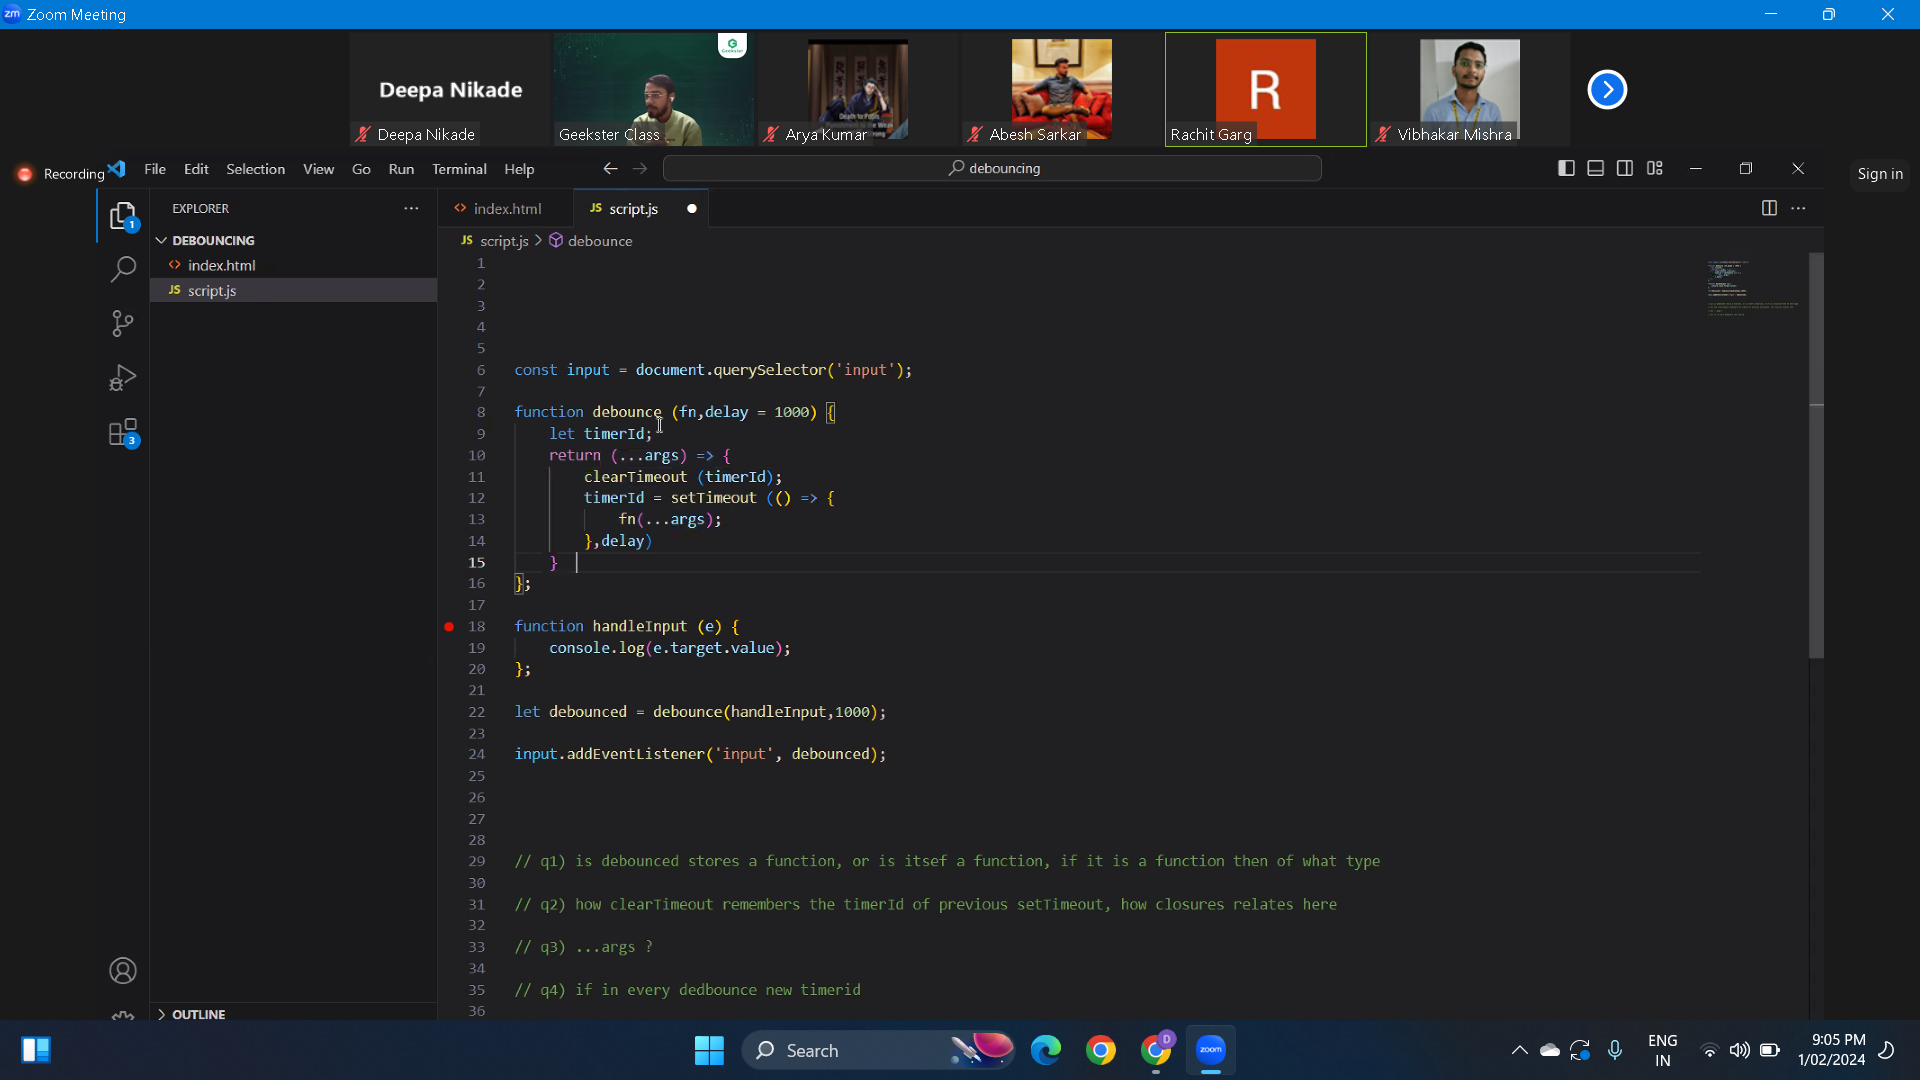 zm Zoom Meeting
Deepa Nikade
Deepa Nikade
Geekster
Geekster Class
Arya Kumar
Abesh Sarkar
R
Rachit Garg
Vibhakar Mishra
Recording
File Edit Selection View Go Run Terminal Help
debouncing
Sign in
EXPLORER
DEBOUNCING
index.html
JS script.js
1
3
OUTLINE
index.html
JS script.js
JS script.js > debounce
1
2
3
4
5
6 const input = document.querySelector('input');
7
8 function debounce (fn,delay = 1000) {
9 let timerId;
10 return (...args) => {
11 clearTimeout (timerId);
12 timerId = setTimeout (() => {
13 fn(...args);
14 },delay)
15 }
16 };
17
18 function handleInput (e) {
19 console.log(e.target.value);
20 };
21
22 let debounced = debounce(handleInput,1000);
23
24 input.addEventListener('input', debounced);
25
26
27
28
29 // q1) is debounced stores a function, or is itsef a function, if it is a function then of what type
30
31 // q2) how clearTimeout remembers the timerId of previous setTimeout, how closures relates here
32
33 // q3) ...args ?
34
35 // q4) if in every dedbounce new timerid
36
Search
D
zoom
ENG
IN
9:05 PM
1/02/2024